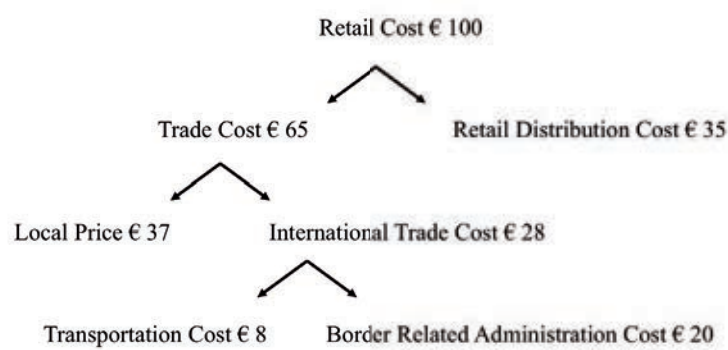 Retail Cost € 100
Trade Cost € 65
Retail Distribution Cost € 35
Local Price € 37
International Trade Cost € 28
Transportation Cost € 8
Border Related Administration Cost € 20